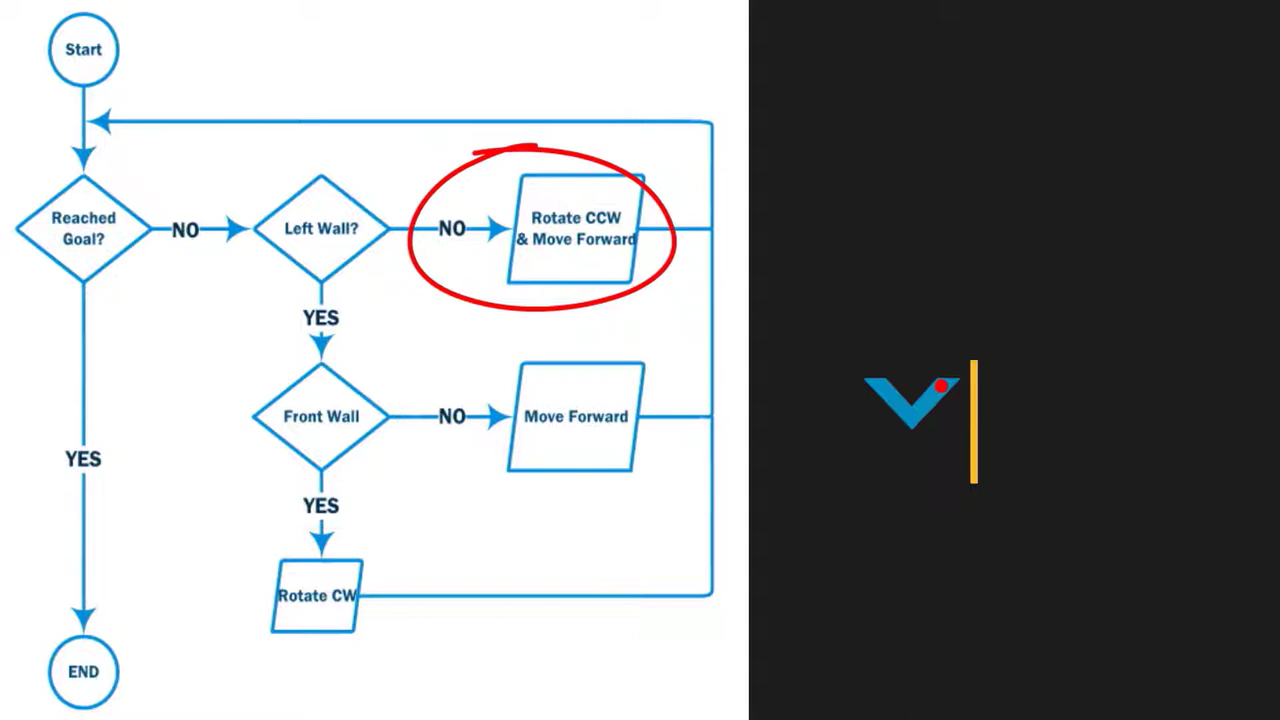 Start
Reached
Goal?
NO
Left Wall?
NO
Rotate CCW
& Move Forward
YES
Front Wall
NO
Move Forward
YES
YES
Rotate CW
END